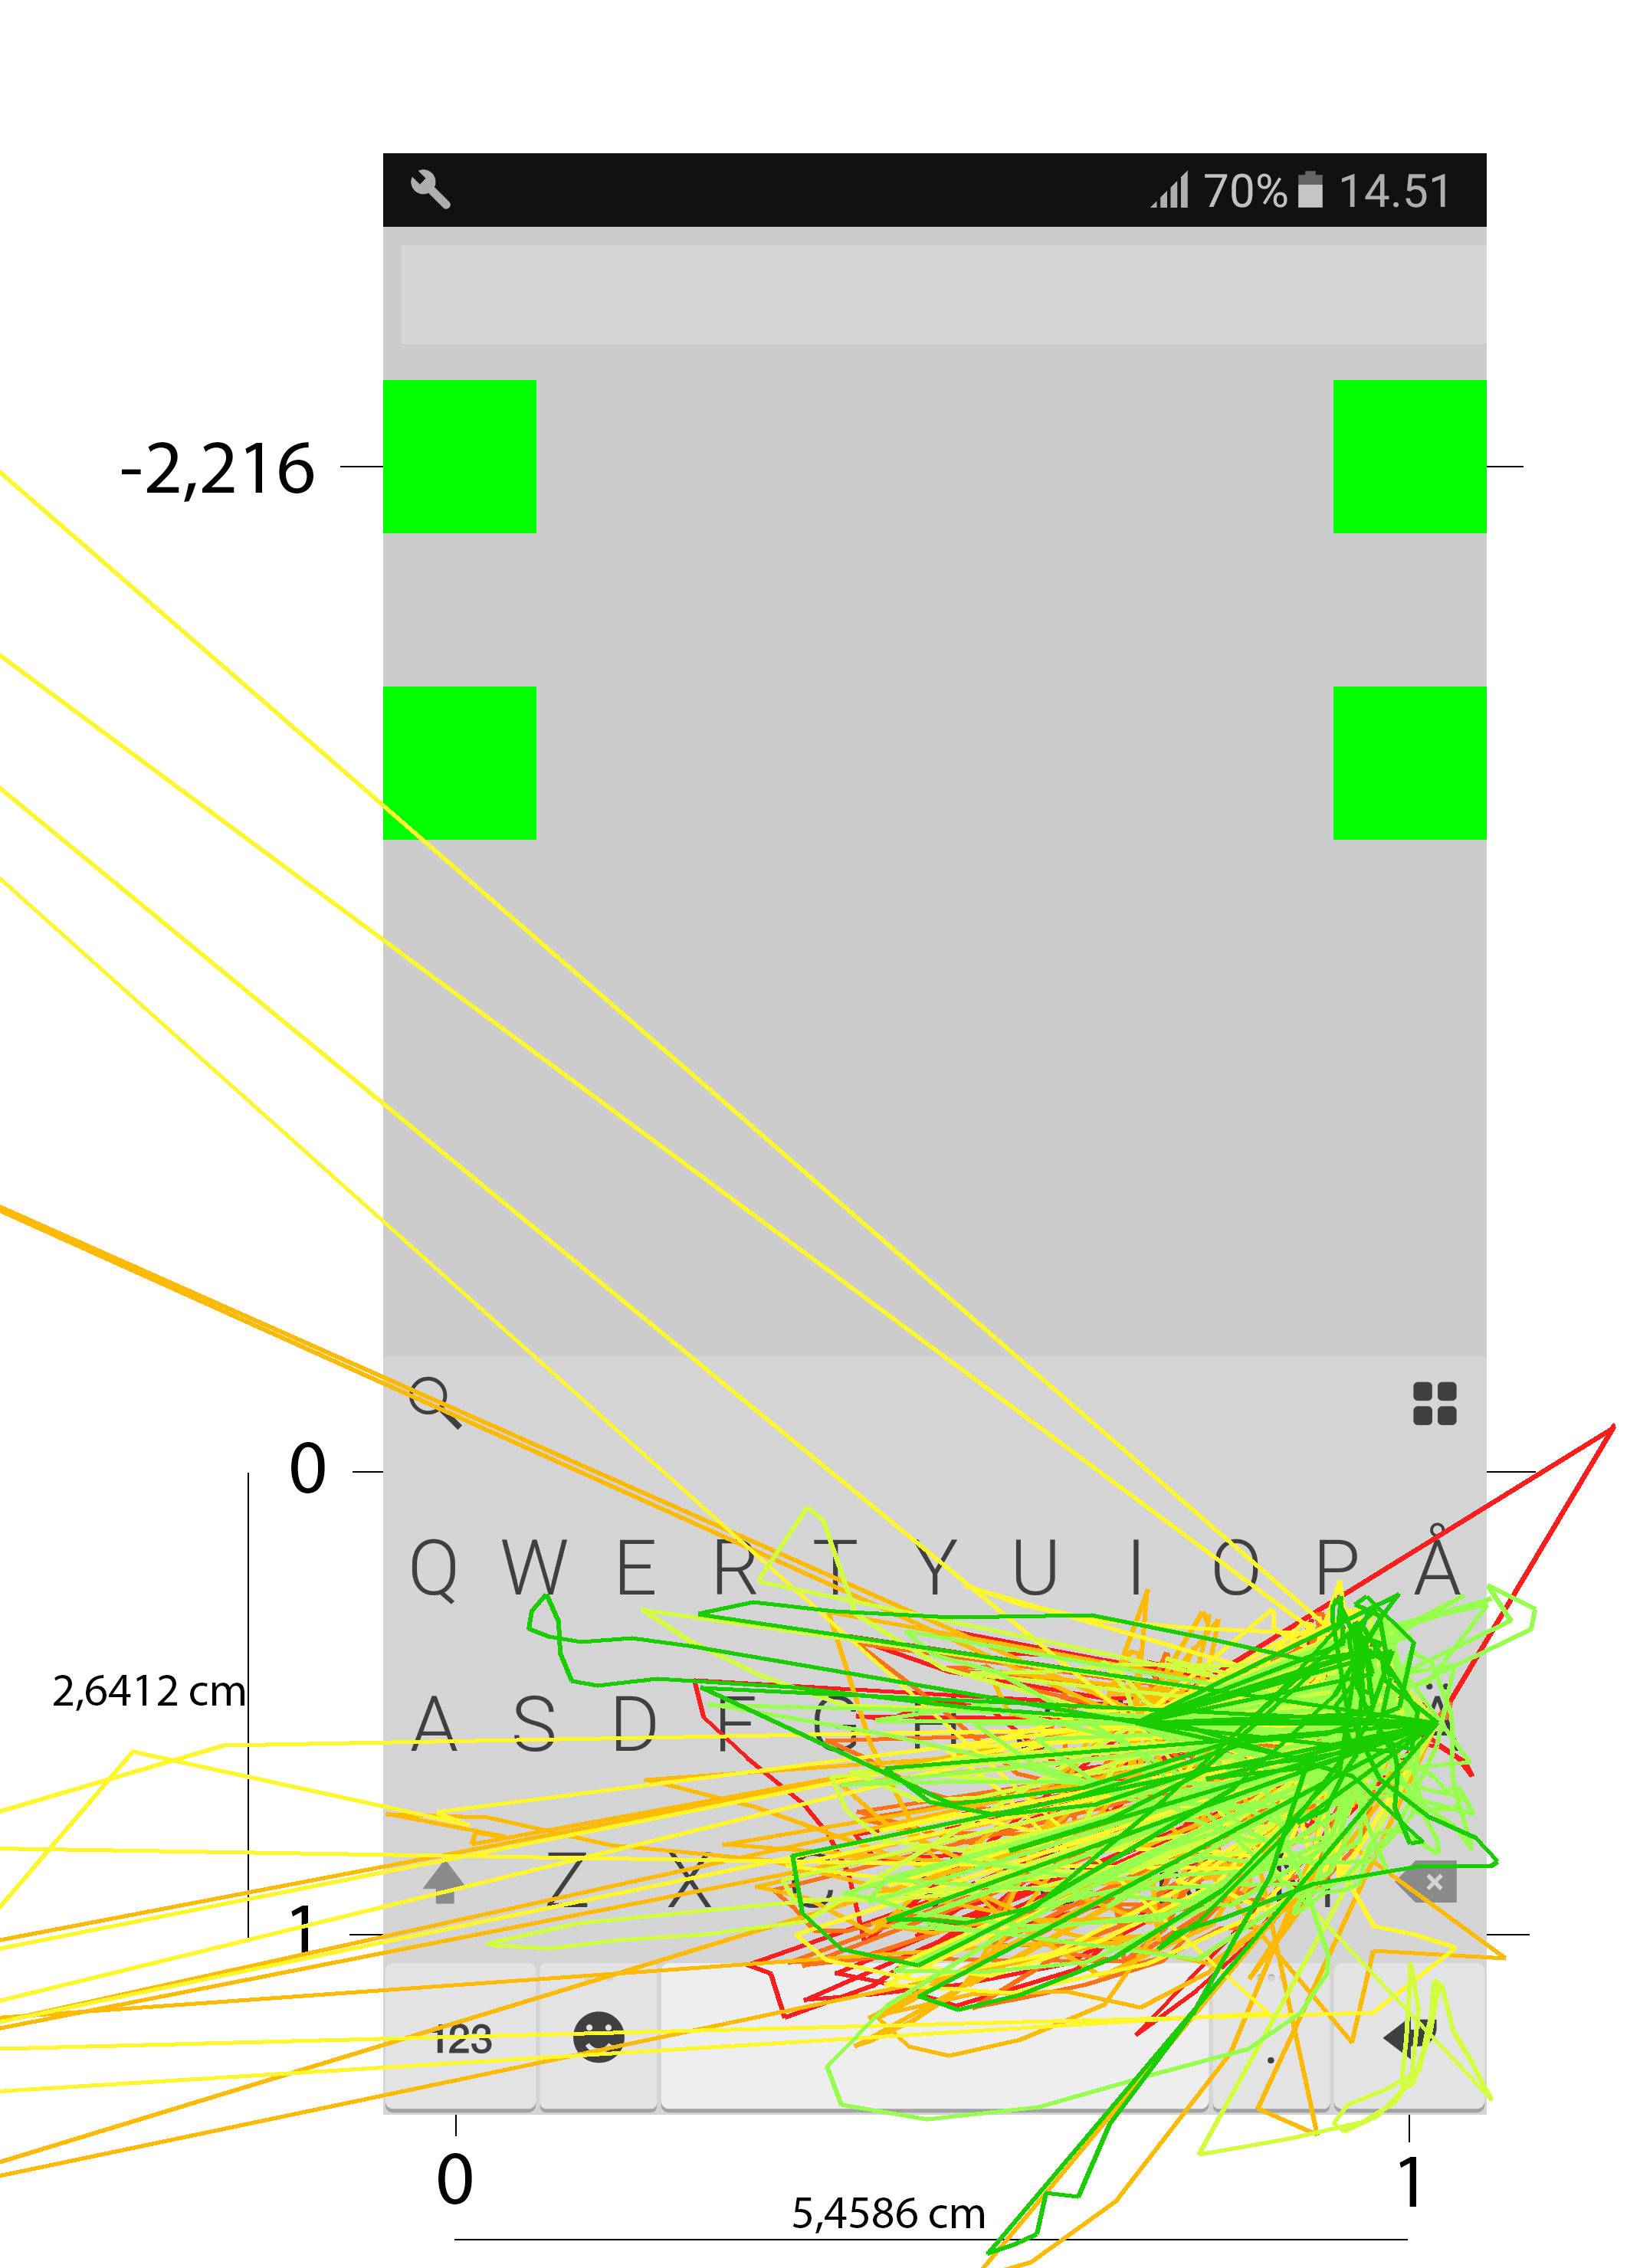 70% 14.51
-2,216
0
Q W E R T Y U I O P Å
A S D F G H
2,6412 cm
Z X C
1
123
0 1
5,4586 cm